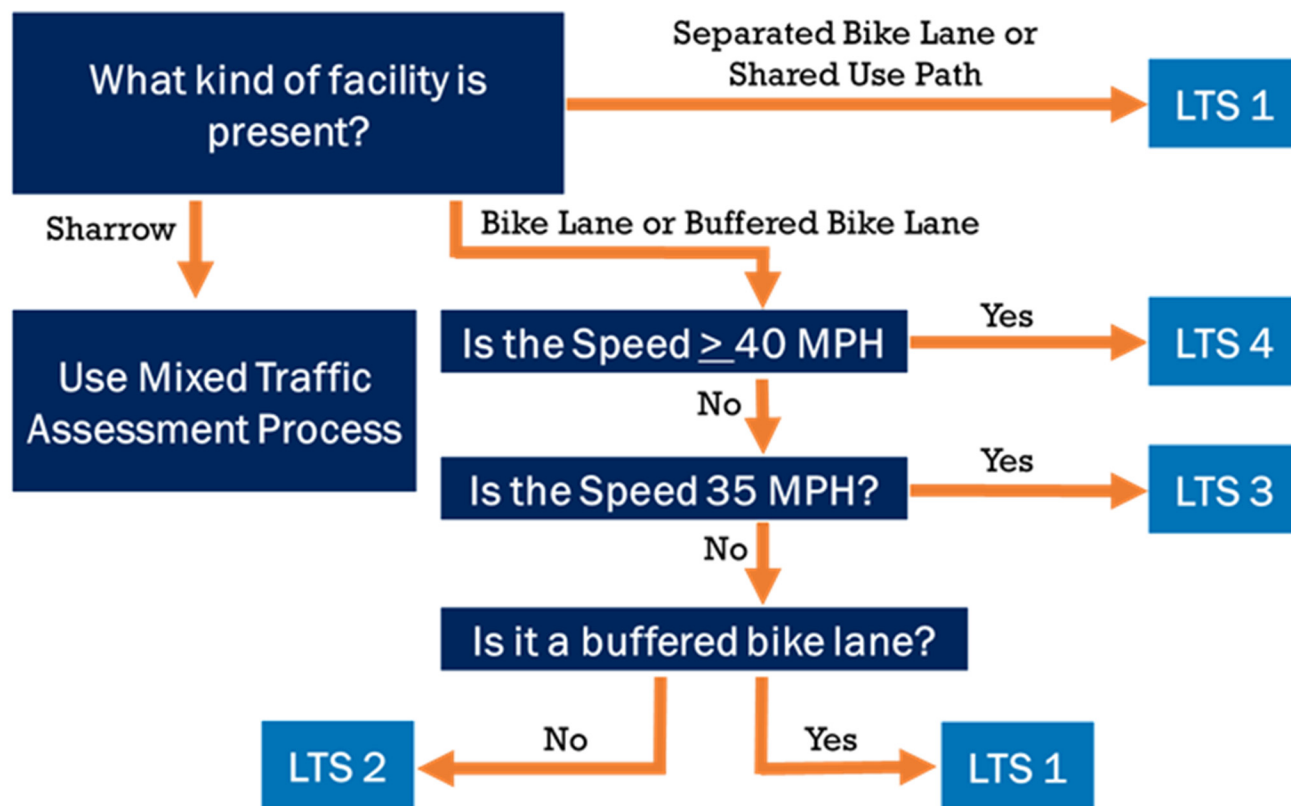 What kind of facility is
present?
Separated Bike Lane or
Shared Use Path
LTS 1
Sharrow
Bike Lane or Buffered Bike Lane
Use Mixed Traffic
Assessment Process
Is the Speed ≥ 40 MPH
Yes
LTS 4
No
Is the Speed 35 MPH?
Yes
LTS 3
No
Is it a buffered bike lane?
No
LTS 2
Yes
LTS 1